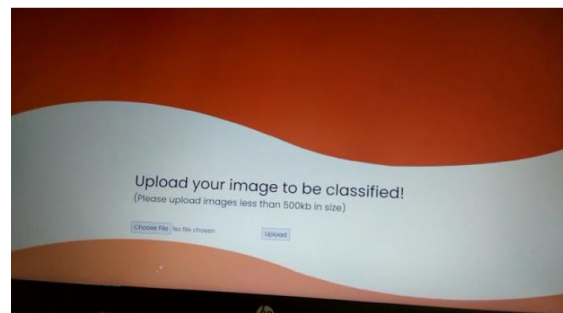 Upload your image to be classified!
(Please upload images less than 500kb in size)
Choose File No file chosen Upload
hp